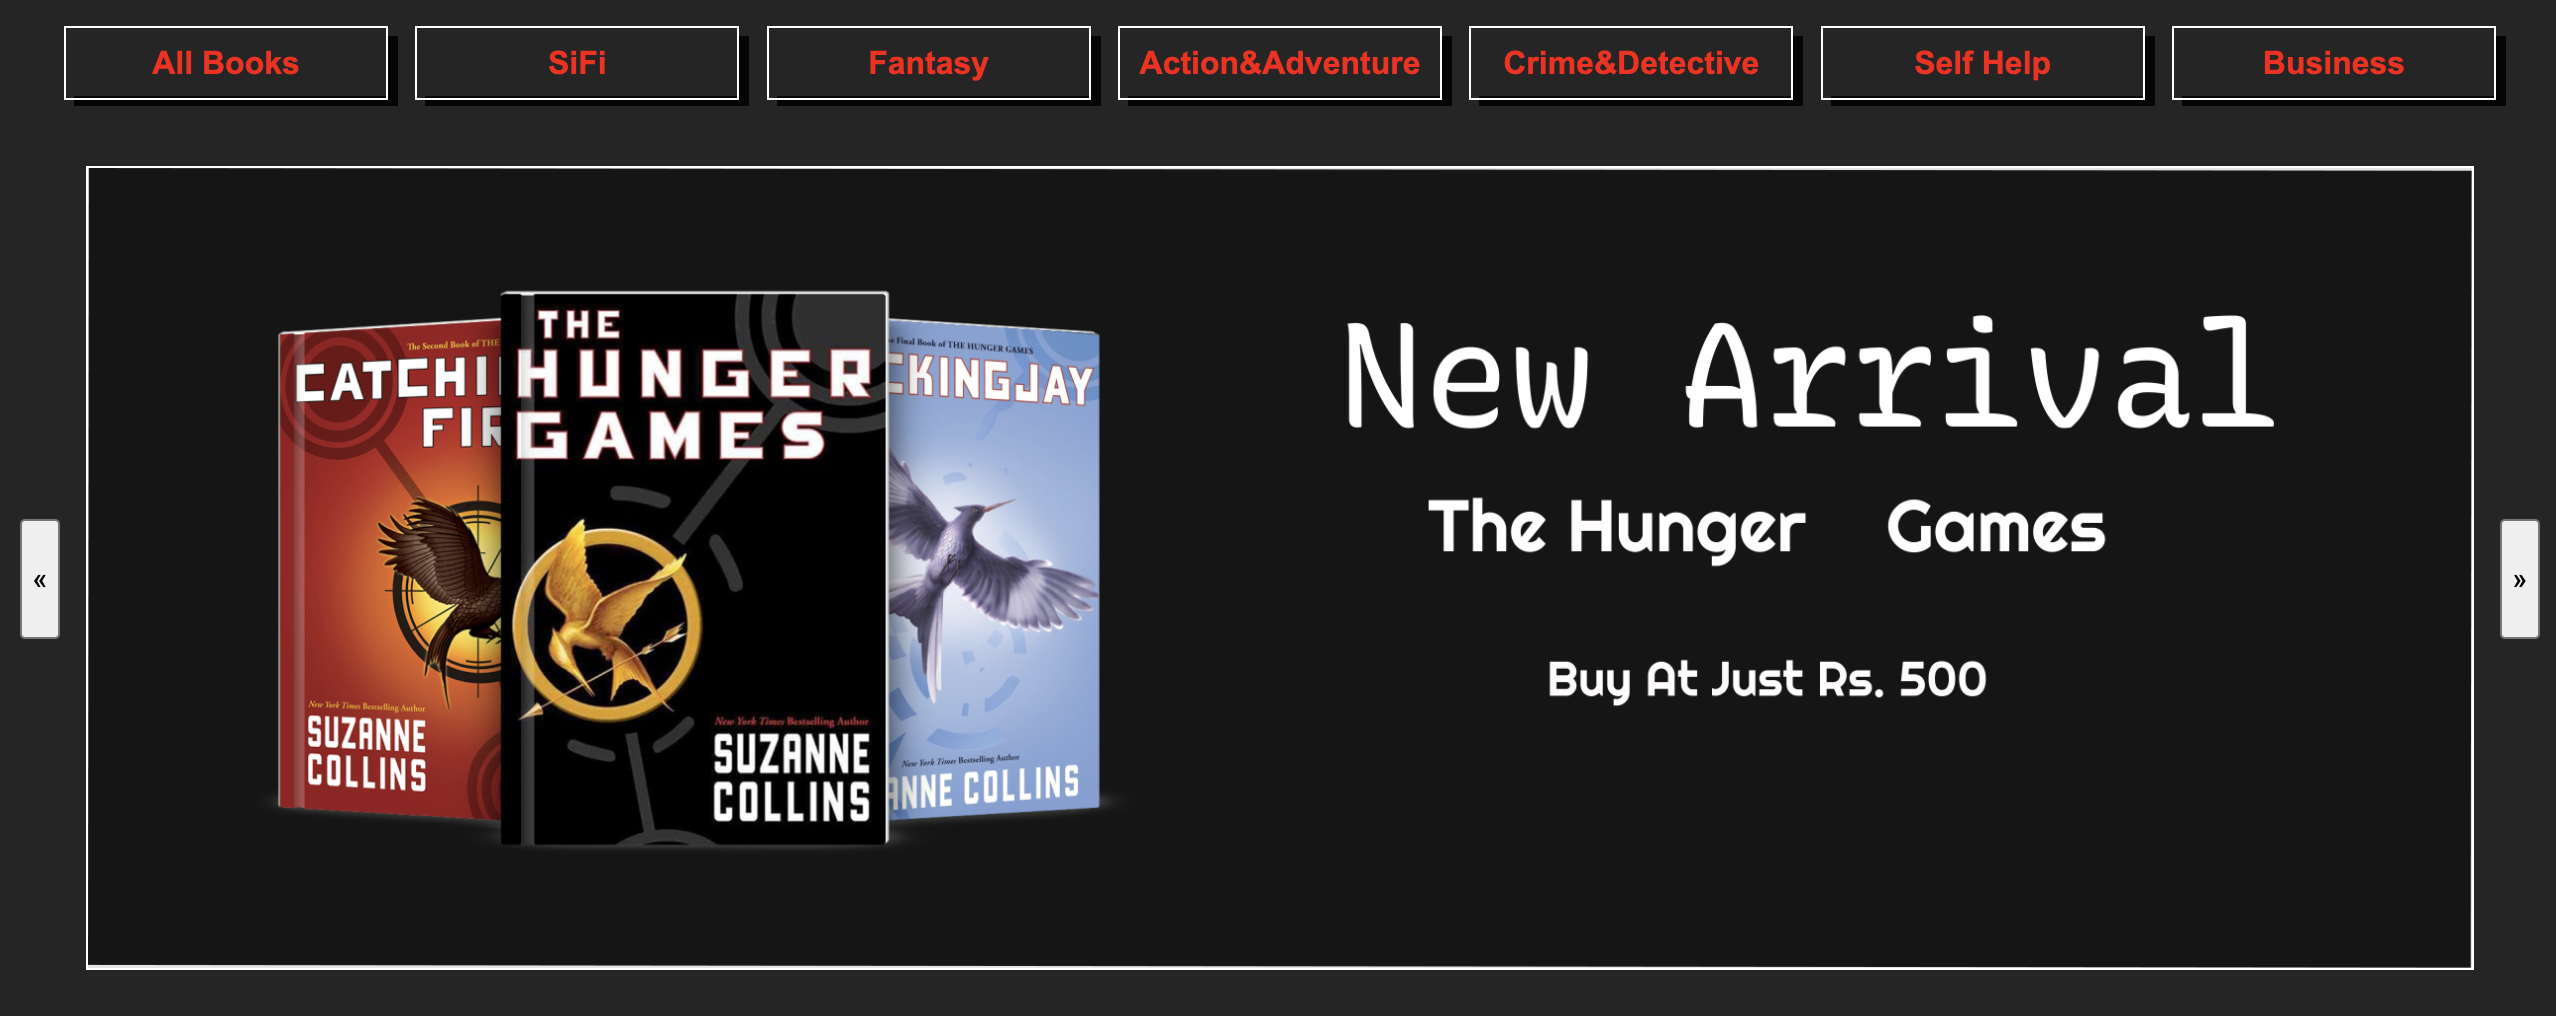 All Books
SiFi
Fantasy
Action&Adventure
Crime&Detective
Self Help
Business
The Second Book of THE
CATCHI
FIR
New York Times Bestselling Author
SUZANNE
COLLINS
THE
HUNGER
GAMES
New York Times Bestselling Author
SUZANNE
COLLINS
Final Book of THE HUNGER GAMES
CKINGJAY
New York Times Bestselling Author
ANNE COLLINS
New Arrival
The Hunger Games
Buy At Just Rs. 500
«
»